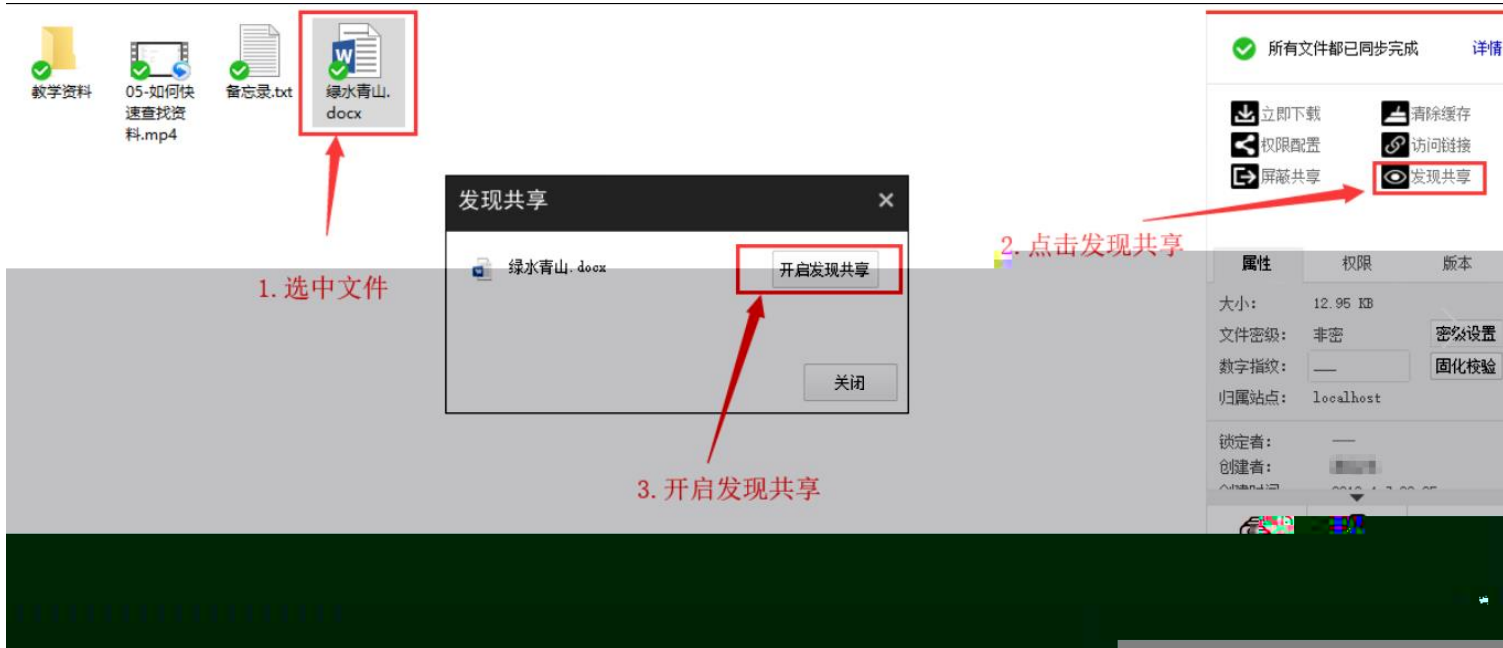 教学资料
05-如何快
速查找资
料.mp4
备忘录.txt
绿水青山.
docx
1.选中文件
发现共享
×
绿水青山.docx
开启发现共享
关闭
3.开启发现共享
2.点击发现共享
所有文件都已同步完成 详情
立即下载 清除缓存
权限配置 访问链接
屏蔽共享 发现共享
属性 权限 版本
大小: 12.95 KB
文件密级: 非密 密级设置
数字指纹: —— 固化校验
归属站点: localhost
锁定者: ——
创建者: